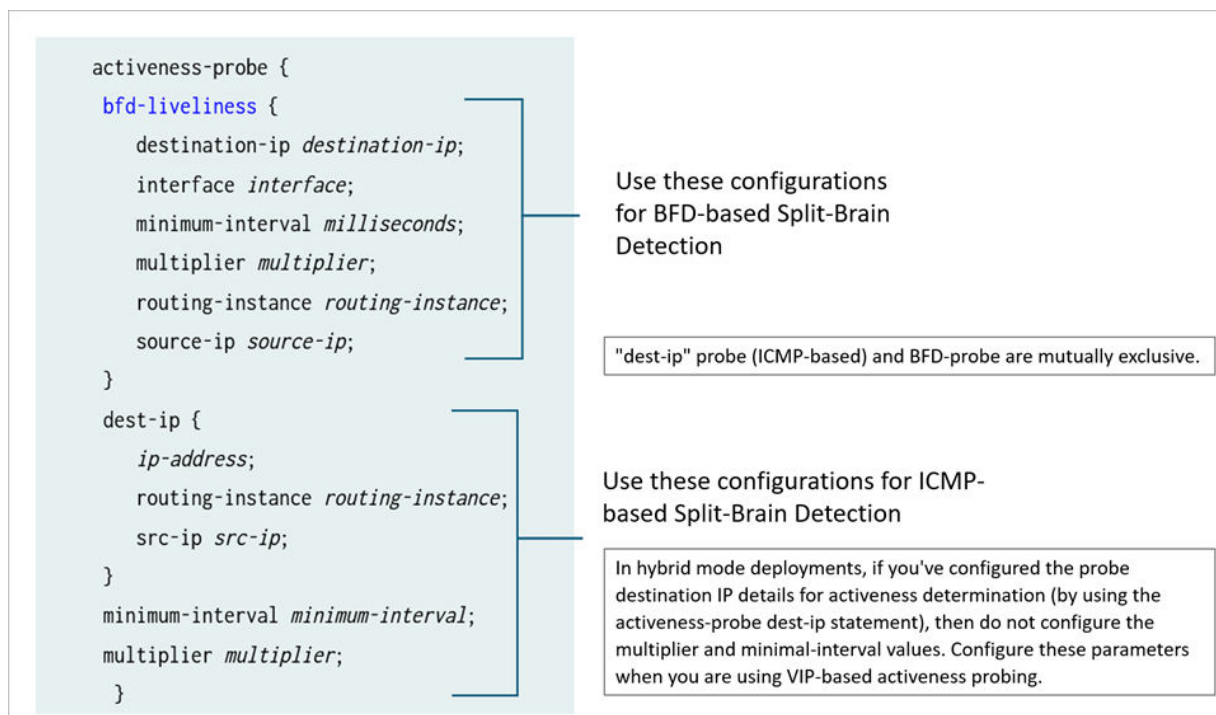 activeness-probe {
bfd-liveliness {
destination-ip destination-ip;
interface interface;
minimum-interval milliseconds;
multiplier multiplier;
routing-instance routing-instance;
source-ip source-ip;
}
dest-ip {
ip-address;
routing-instance routing-instance;
src-ip src-ip;
}
minimum-interval minimum-interval;
multiplier multiplier;
}
Use these configurations
for BFD-based Split-Brain
Detection
"dest-ip" probe (ICMP-based) and BFD-probe are mutually exclusive.
Use these configurations for ICMP-
based Split-Brain Detection
In hybrid mode deployments, if you've configured the probe
destination IP details for activeness determination (by using the
activeness-probe dest-ip statement), then do not configure the
multiplier and minimal-interval values. Configure these parameters
when you are using VIP-based activeness probing.